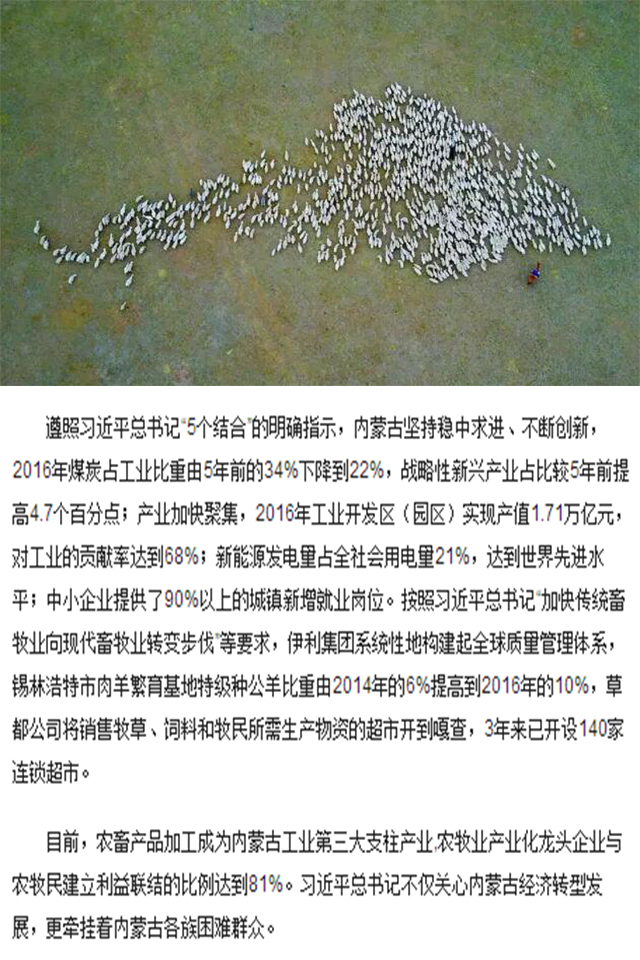 遵照习近平总书记“5个结合”的明确指示，内蒙古坚持稳中求进、不断创新，
2016年煤炭占工业比重由5年前的34%下降到22%，战略性新兴产业占比较5年前提
高4.7个百分点；产业加快聚集，2016年工业开发区（园区）实现产值1.71万亿元，
对工业的贡献率达到68%；新能源发电量占全社会用电量21%，达到世界先进水
平；中小企业提供了90%以上的城镇新增就业岗位。按照习近平总书记“加快传统畜
牧业向现代畜牧业转变步伐”等要求，伊利集团系统性地构建起全球质量管理体系，
锡林浩特市肉羊繁育基地特级种公羊比重由2014年的6%提高到2016年的10%，草
都公司将销售牧草、饲料和牧民所需生产物资的超市开到嘎查，3年来已开设140家
连锁超市。
目前，农畜产品加工成为内蒙古工业第三大支柱产业,农牧业产业化龙头企业与
农牧民建立利益联结的比例达到81%。习近平总书记不仅关心内蒙古经济转型发
展，更牵挂着内蒙古各族困难群众。